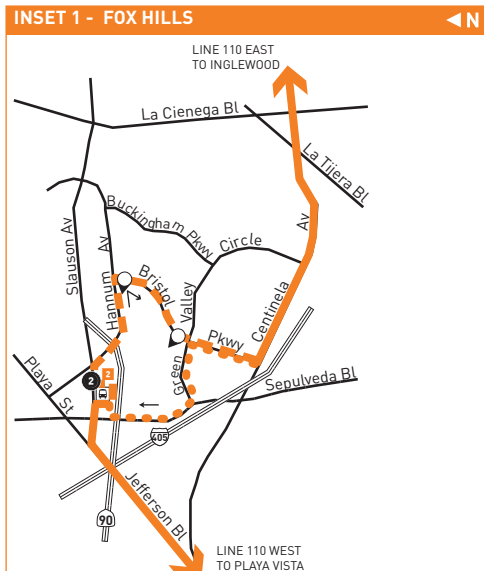 INSET 1 - FOX HILLS
N
LINE 110 EAST
TO INGLEWOOD
La Cienega Bl
La Tijera Bl
Buckingham Pkwy
Circle
Av
Slauson Av
Hannum Av
Bristol
Valley
Centinela
Pkwy
Green
Playa St
2
2
Sepulveda Bl
405
Jefferson Bl
90
LINE 110 WEST
TO PLAYA VISTA